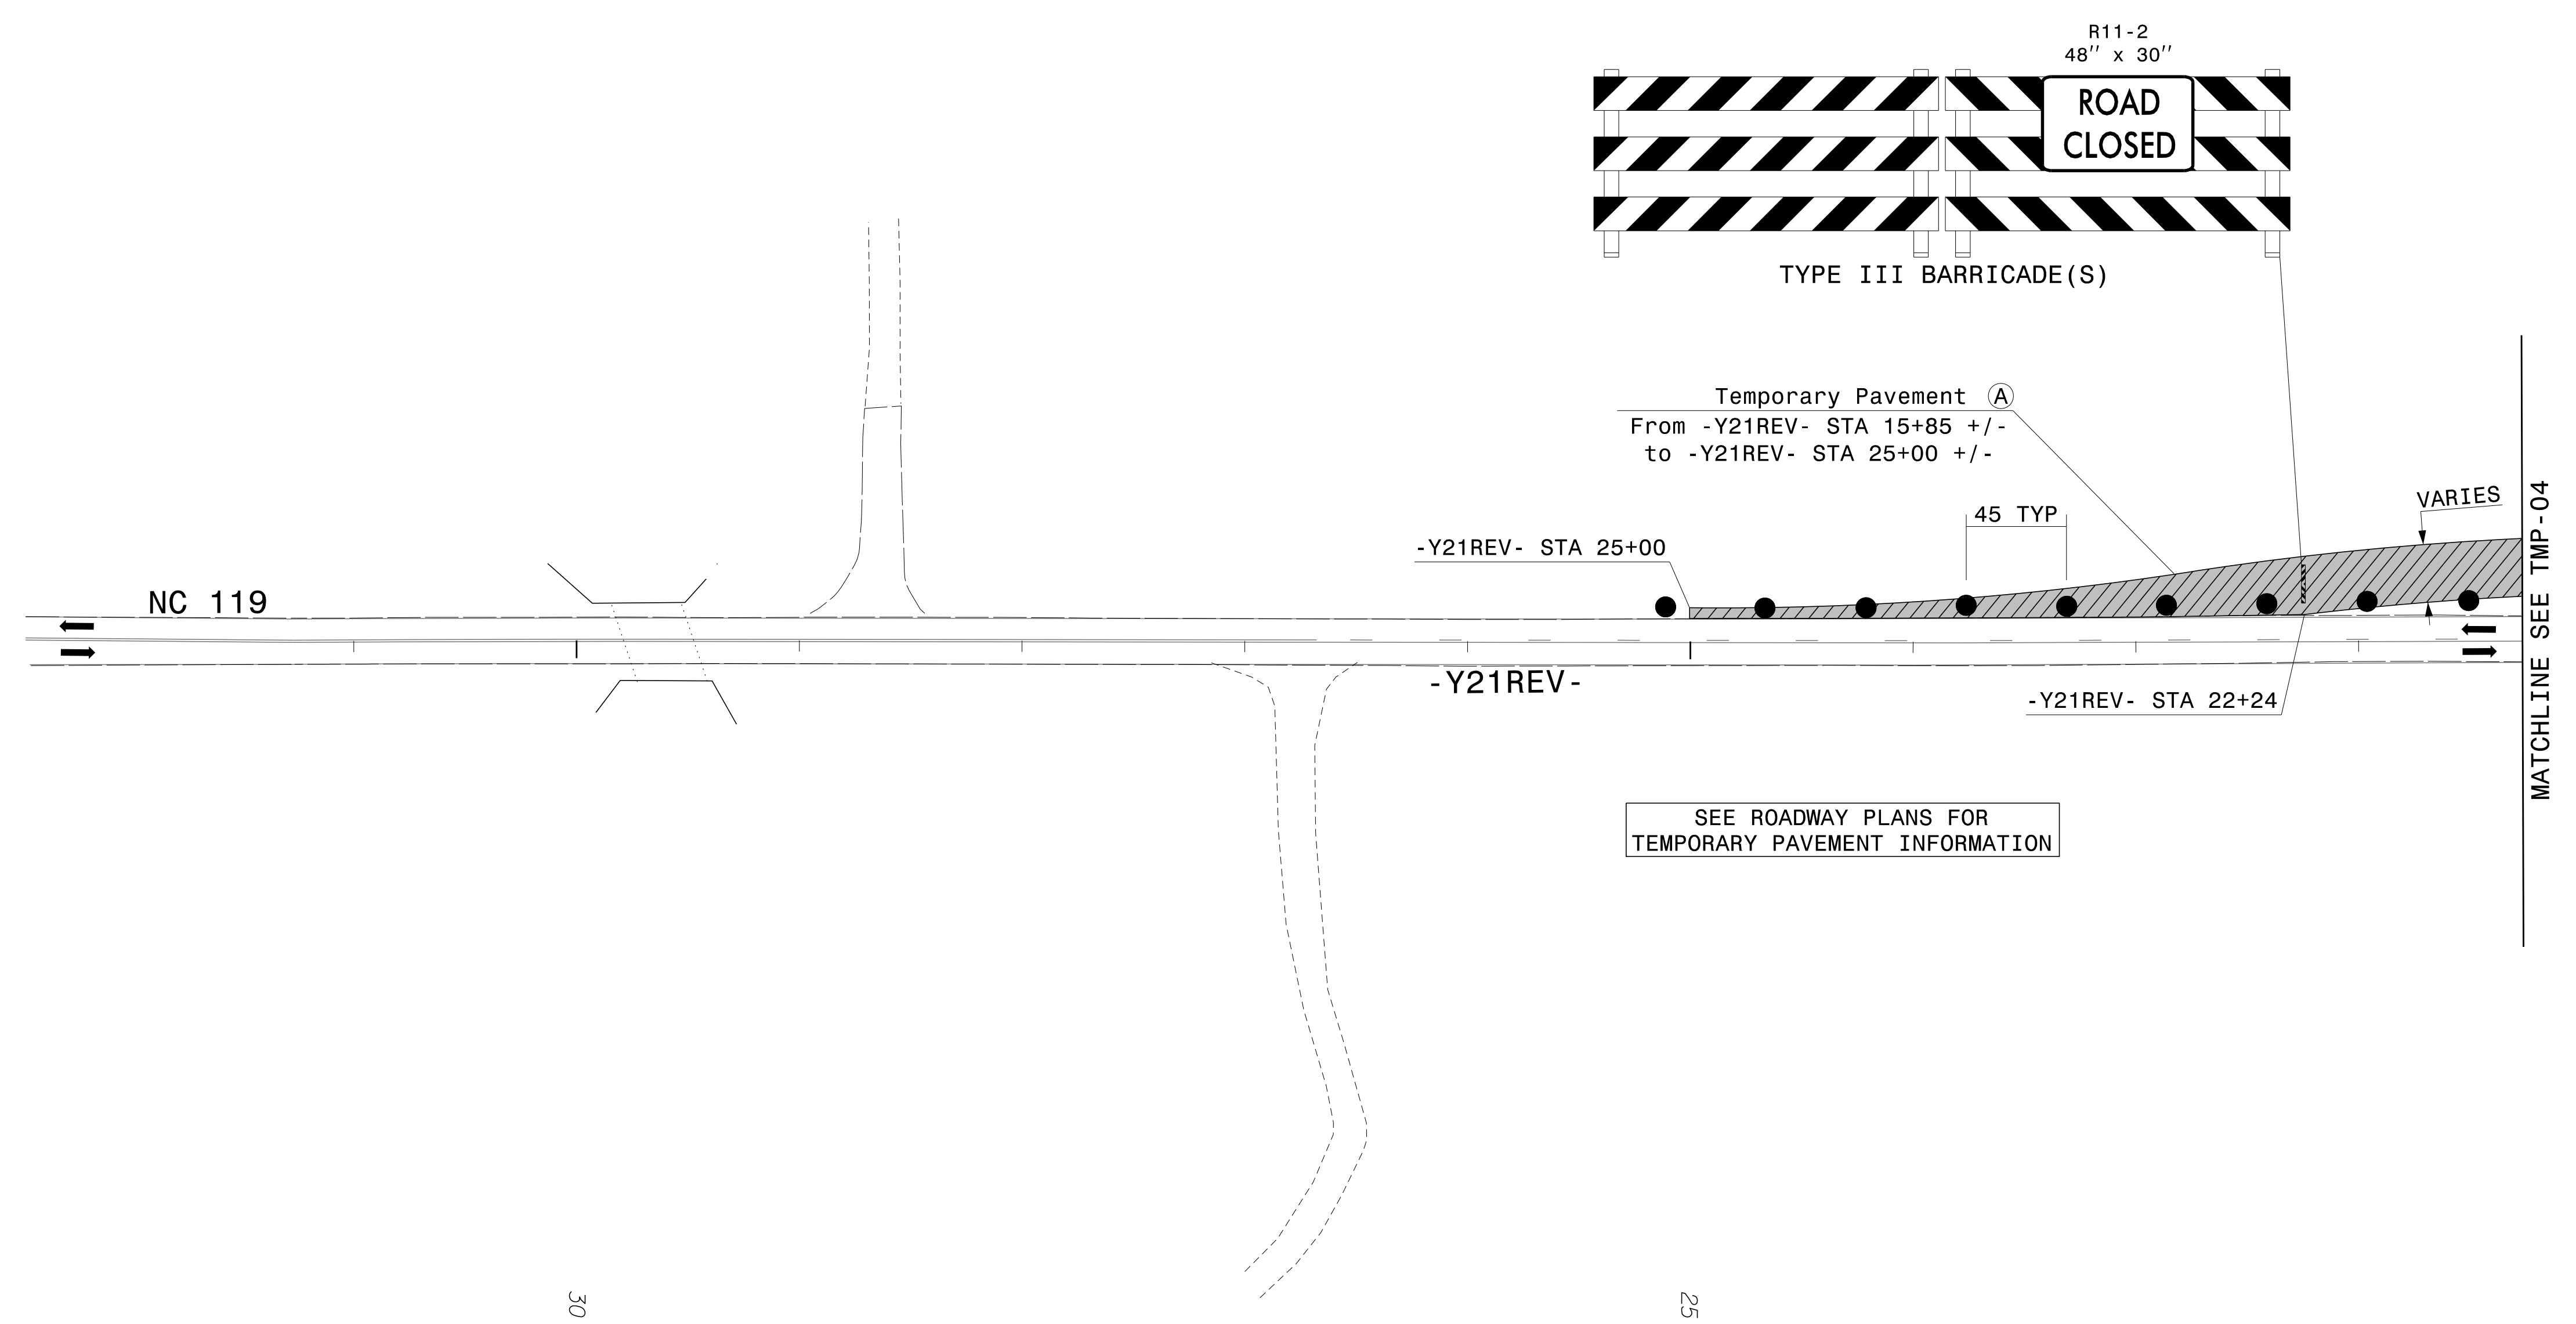 R11-2
48" x 30"
ROAD
CLOSED
TYPE III BARRICADE(S)
Temporary Pavement A
From -Y21REV- STA 15+85 +/-
to -Y21REV- STA 25+00 +/-
VARIES
45 TYP
-Y21REV- STA 25+00
NC 119
-Y21REV-
-Y21REV- STA 22+24
MATCHLINE SEE TMP-04
SEE ROADWAY PLANS FOR
TEMPORARY PAVEMENT INFORMATION
30
25